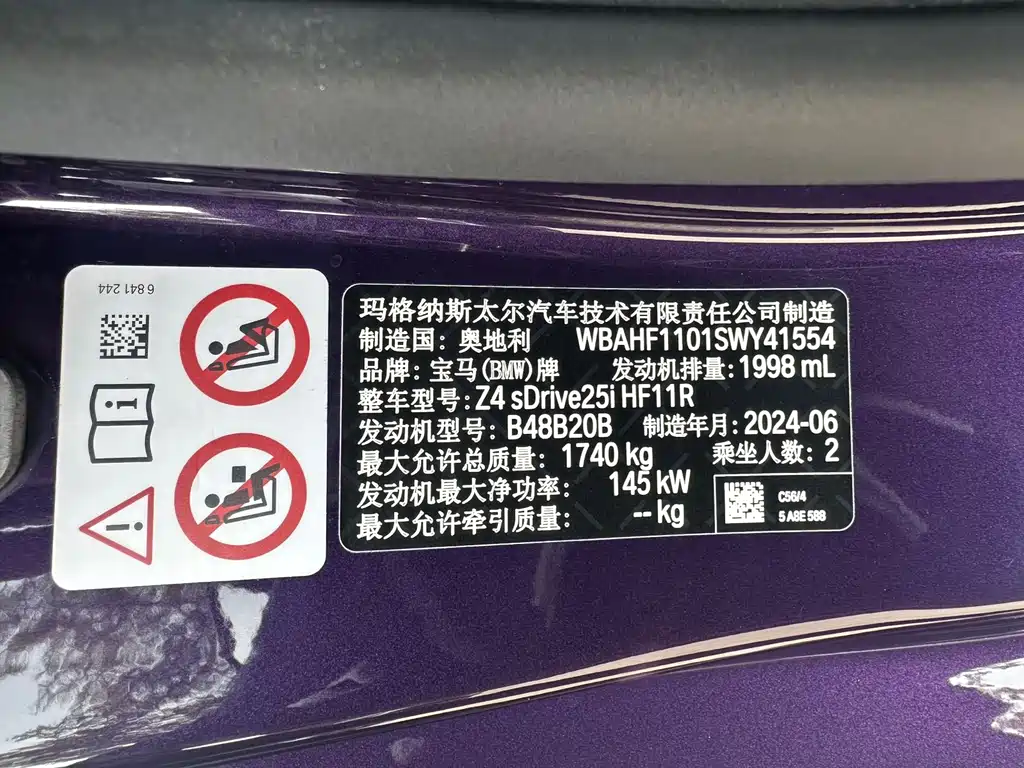 6 841 244
玛格纳斯太尔汽车技术有限责任公司制造
制造国：奥地利 WBAHF1101SWY41554
品牌：宝马(BMW)牌 发动机排量：1998 mL
整车型号：Z4 sDrive25i HF11R
发动机型号：B48B20B 制造年月：2024-06
最大允许总质量：1740 kg 乘坐人数：2
发动机最大净功率：145 kW
最大允许牵引质量：-- kg
C56/4
5 A8E 588